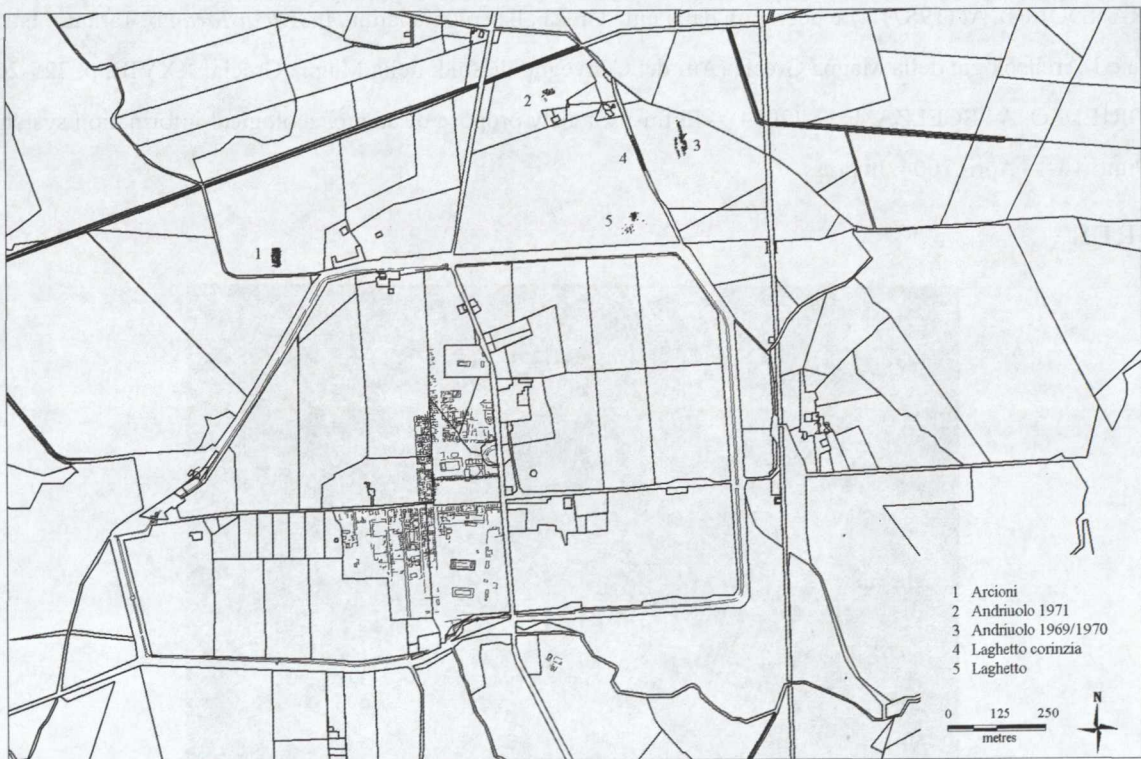 1
2
3
4
5
1 Arcioni
2 Andriuolo 1971
3 Andriuolo 1969/1970
4 Laghetto corinzia
5 Laghetto
N
0 125 250
metres